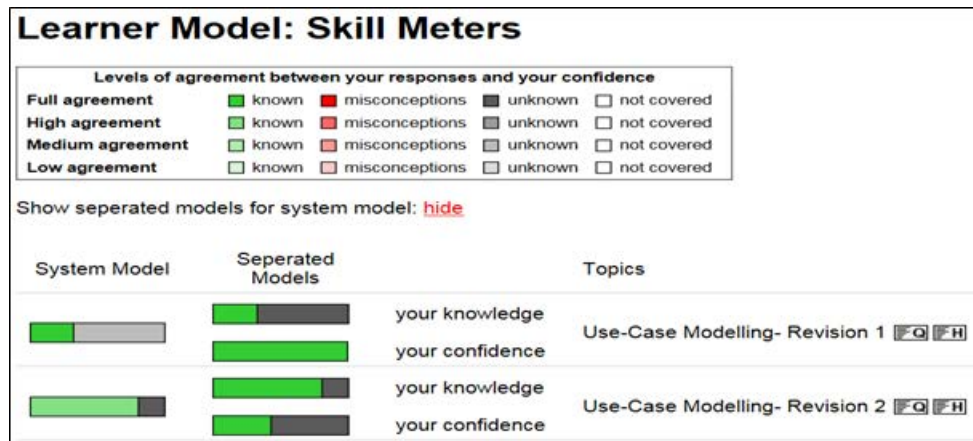 Learner Model: Skill Meters
Levels of agreement between your responses and your confidence
Full agreement known misconceptions unknown not covered
High agreement known misconceptions unknown not covered
Medium agreement known misconceptions unknown not covered
Low agreement known misconceptions unknown not covered
Show seperated models for system model: hide
System Model Seperated Models Topics
your knowledge
Use-Case Modelling- Revision 1 Q H
your confidence
your knowledge
Use-Case Modelling- Revision 2 Q H
your confidence